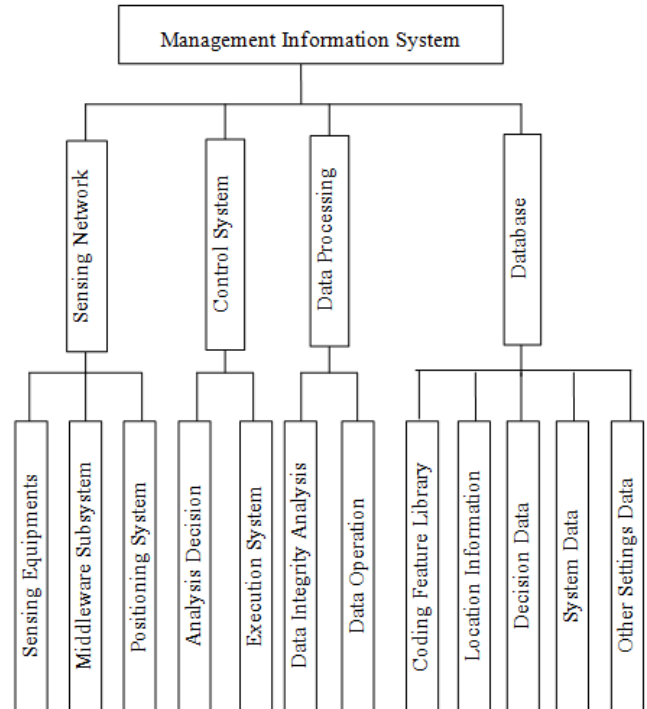 Management Information System
Sensing Network
Control System
Data Processing
Database
Sensing Equipments
Middleware Subsystem
Positioning System
Analysis Decision
Execution System
Data Integrity Analysis
Data Operation
Coding Feature Library
Location Information
Decision Data
System Data
Other Settings Data